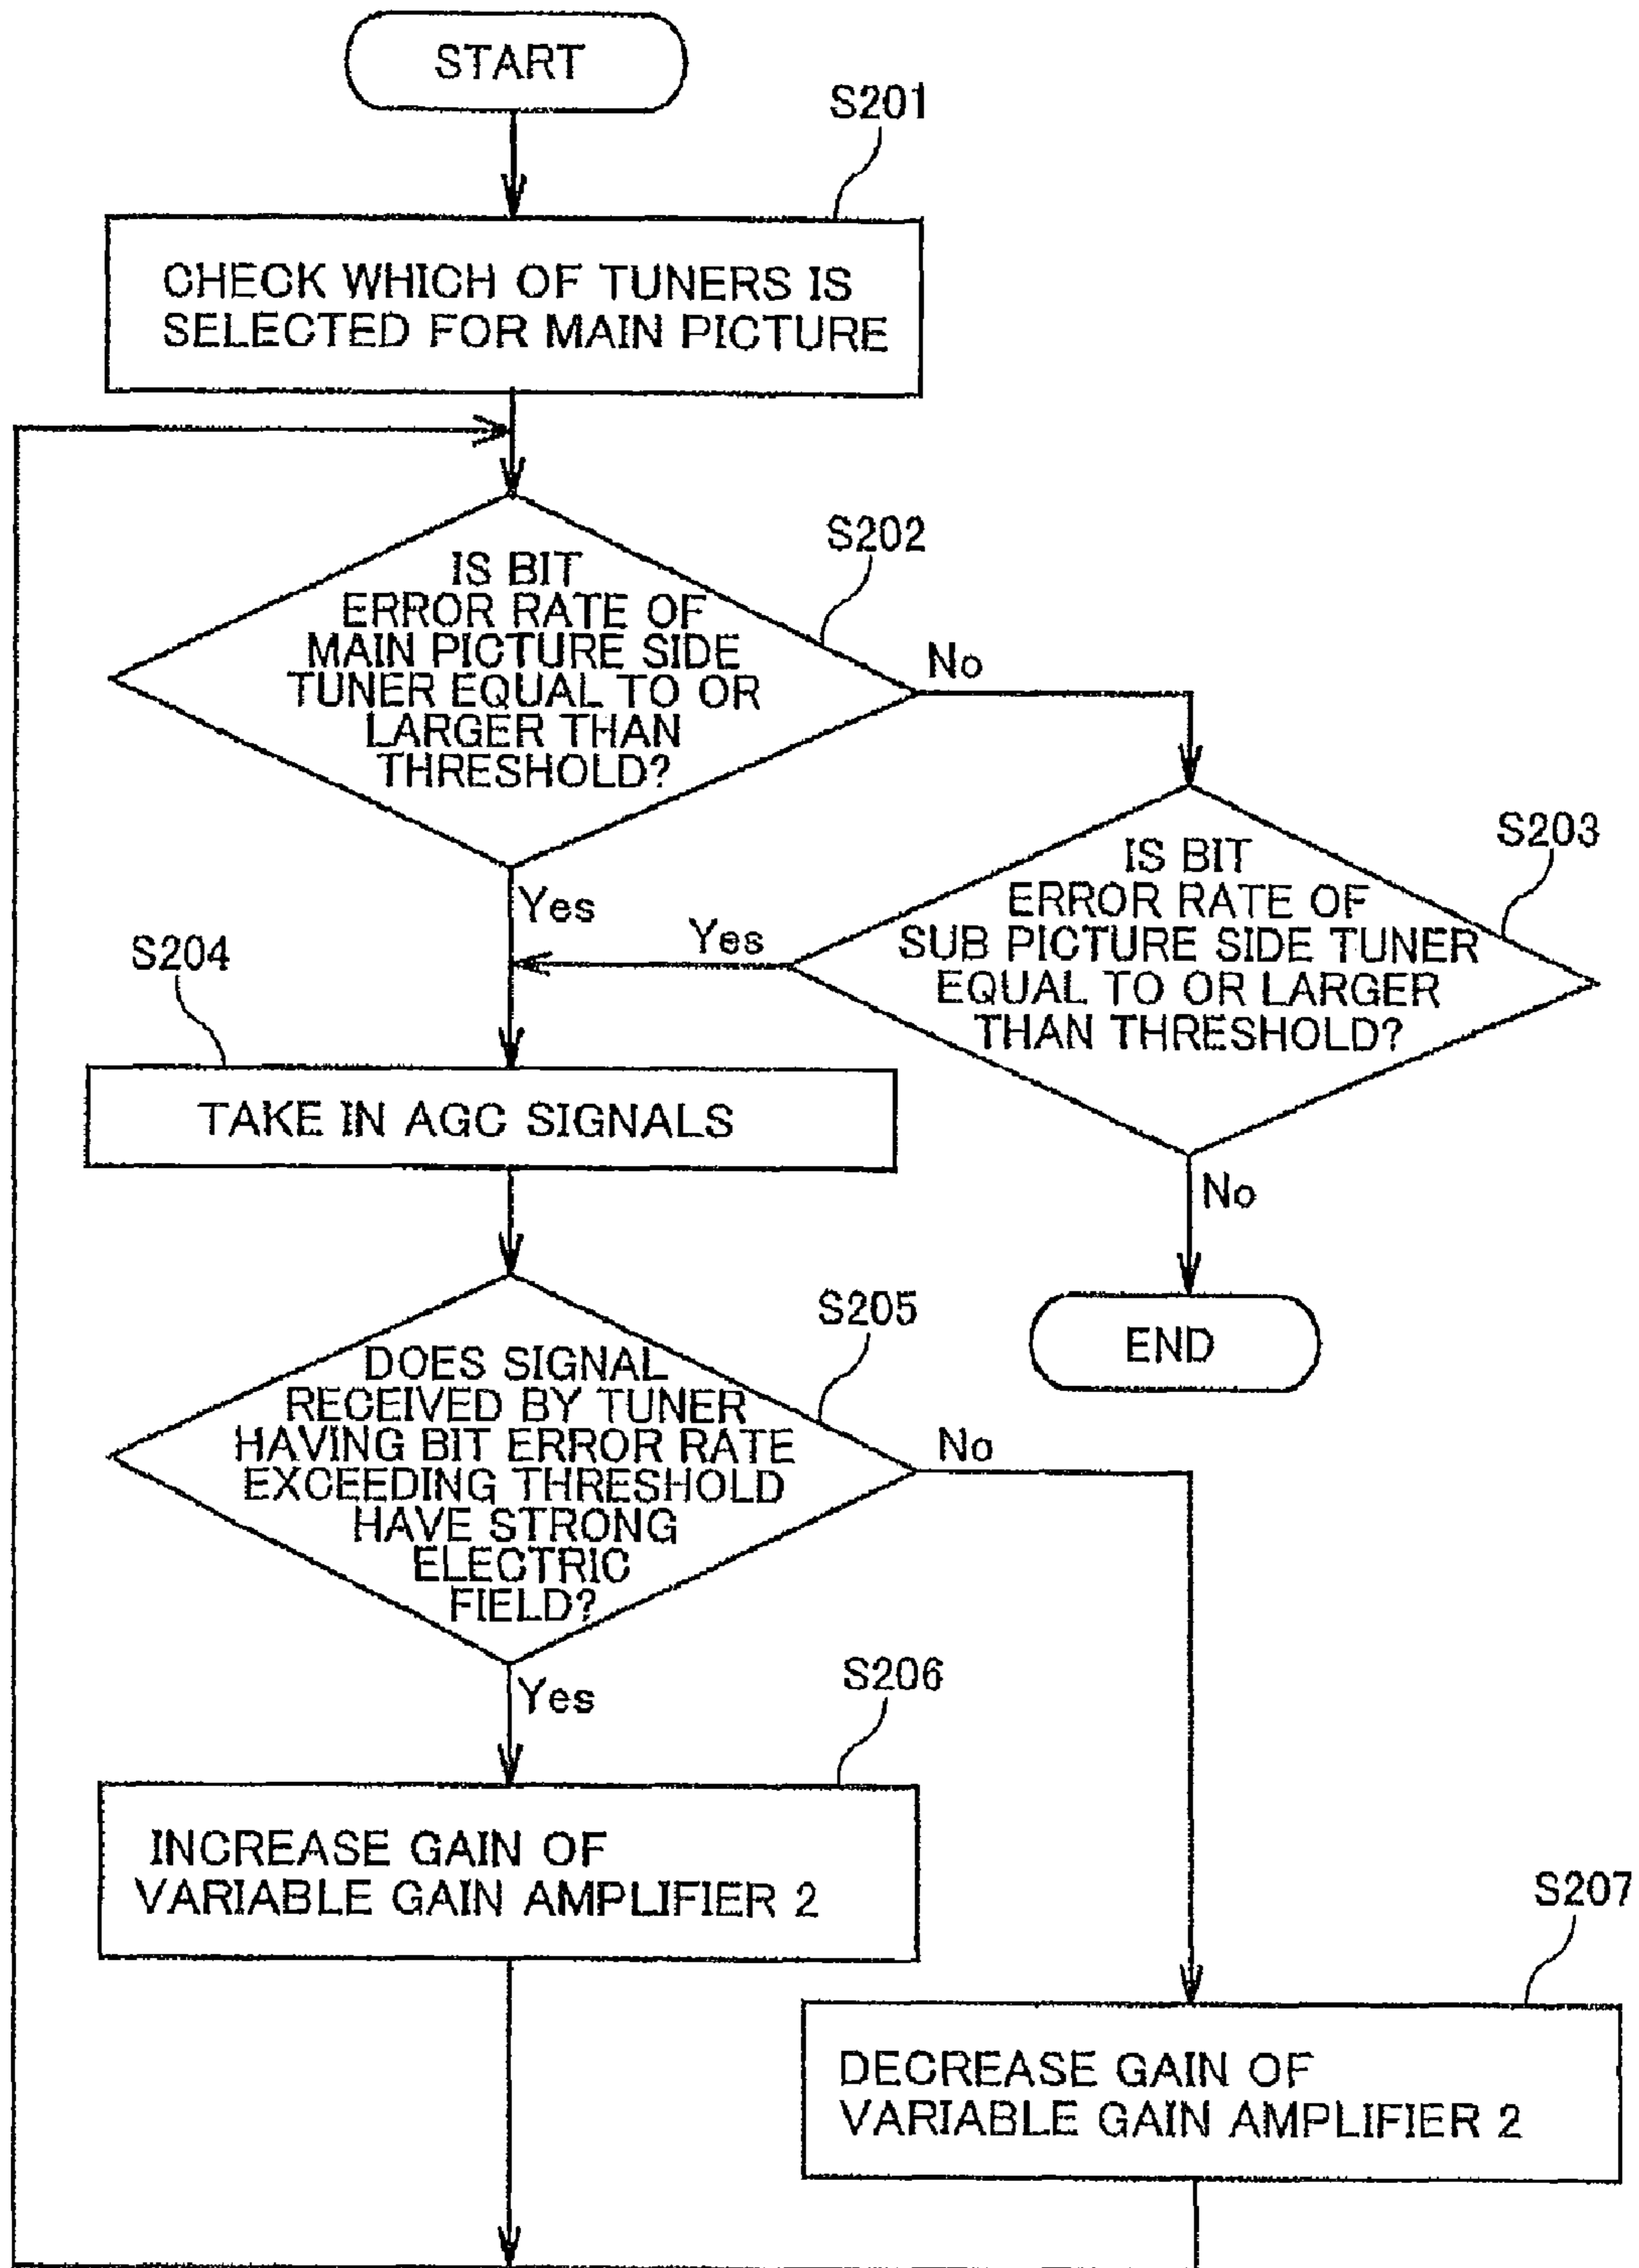 START
S201
CHECK WHICH OF TUNERS IS
SELECTED FOR MAIN PICTURE
S202
IS BIT
ERROR RATE OF
MAIN PICTURE SIDE
TUNER EQUAL TO OR
LARGER THAN
THRESHOLD?
No
Yes
S203
IS BIT
ERROR RATE OF
SUB PICTURE SIDE TUNER
EQUAL TO OR LARGER
THAN THRESHOLD?
Yes
No
END
S204
TAKE IN AGC SIGNALS
S205
DOES SIGNAL
RECEIVED BY TUNER
HAVING BIT ERROR RATE
EXCEEDING THRESHOLD
HAVE STRONG
ELECTRIC
FIELD?
No
Yes
S206
INCREASE GAIN OF
VARIABLE GAIN AMPLIFIER 2
S207
DECREASE GAIN OF
VARIABLE GAIN AMPLIFIER 2